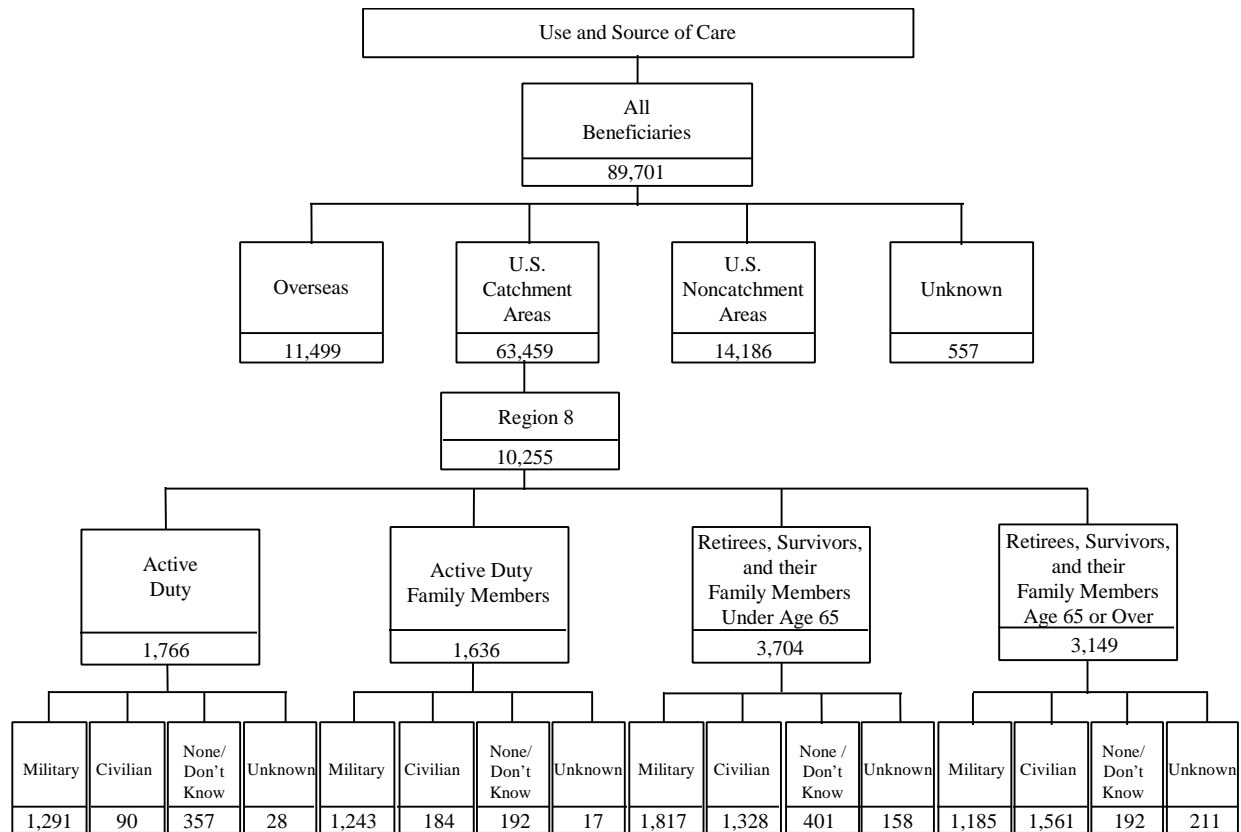 Use and Source of Care
All
Beneficiaries
89,701
Overseas
11,499
U.S.
Catchment
Areas
63,459
U.S.
Noncatchment
Areas
14,186
Unknown
557
Region 8
10,255
Active
Duty
1,766
Active Duty
Family Members
1,636
Retirees, Survivors,
and their
Family Members
Under Age 65
3,704
Retirees, Survivors,
and their
Family Members
Age 65 or Over
3,149
Military
1,291
Civilian
90
None/
Don't
Know
357
Unknown
28
Military
1,243
Civilian
184
None/
Don't
Know
192
Unknown
17
Military
1,817
Civilian
1,328
None /
Don't
Know
401
Unknown
158
Military
1,185
Civilian
1,561
None/
Don't
Know
192
Unknown
211